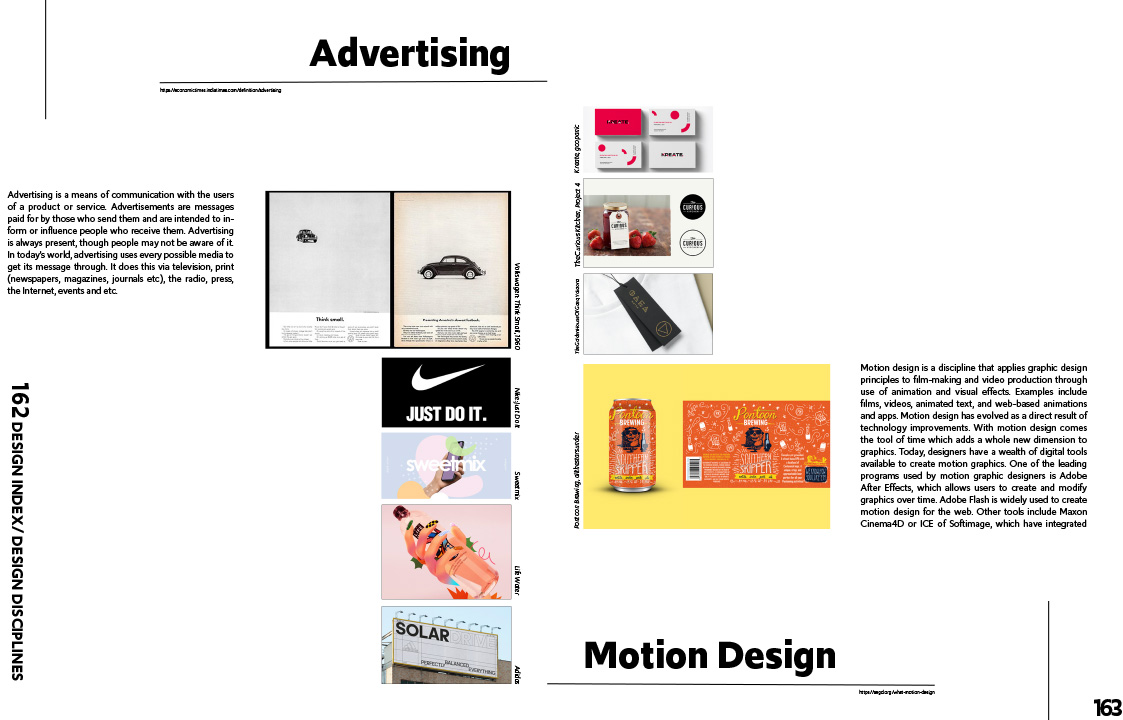 Advertising
https://economictimes.indiatimes.com/definition/advertising
Advertising is a means of communication with the users
of a product or service. Advertisements are messages
paid for by those who send them and are intended to in-
form or influence people who receive them. Advertising
is always present, though people may not be aware of it.
In today's world, advertising uses every possible media to
get its message through. It does this via television, print
(newspapers, magazines, journals etc), the radio, press,
the Internet, events and etc.
Think small.
Volkswagen: Think Small, 1960
JUST DO IT.
Nike: Just Do It
sweetmix
Sweetmix
Life Water
SOLAR
PERFECTLY BALANCED EVERYTHING
Adidas
162 DESIGN INDEX/ DESIGN DISCIPLINES
KREATE
KREATE
The
CURIOUS
The
CURIOUS
The
CURIOUS
The Curious Kitchen, Project 4
Pontoon
BREWING
SOUTHERN
SKIPPER
Pontoon
BREWING
SOUTHERN
SKIPPER
Motion design is a discipline that applies graphic design
principles to film-making and video production through
use of animation and visual effects. Examples include
films, videos, animated text, and web-based animations
and apps. Motion design has evolved as a direct result of
technology improvements. With motion design comes
the tool of time which adds a whole new dimension to
graphics. Today, designers have a wealth of digital tools
available to create motion graphics. One of the leading
programs used by motion graphic designers is Adobe
After Effects, which allows users to create and modify
graphics over time. Adobe Flash is widely used to create
motion design for the web. Other tools include Maxon
Cinema4D or ICE of Softimage, which have integrated
Motion Design
https://segd.org/what-motion-design
163